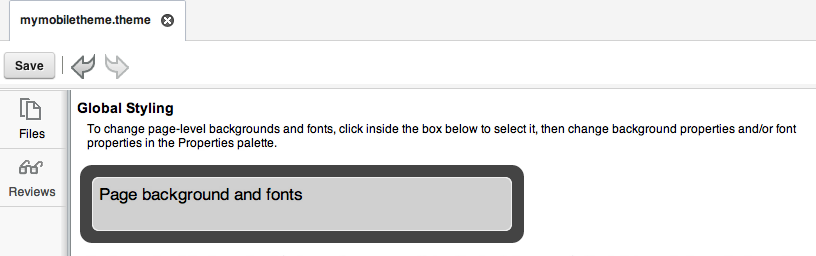 mymobiletheme.theme
Save
Files
Reviews
Global Styling
To change page-level backgrounds and fonts, click inside the box below to select it, then change background properties and/or font
properties in the Properties palette.
Page background and fonts